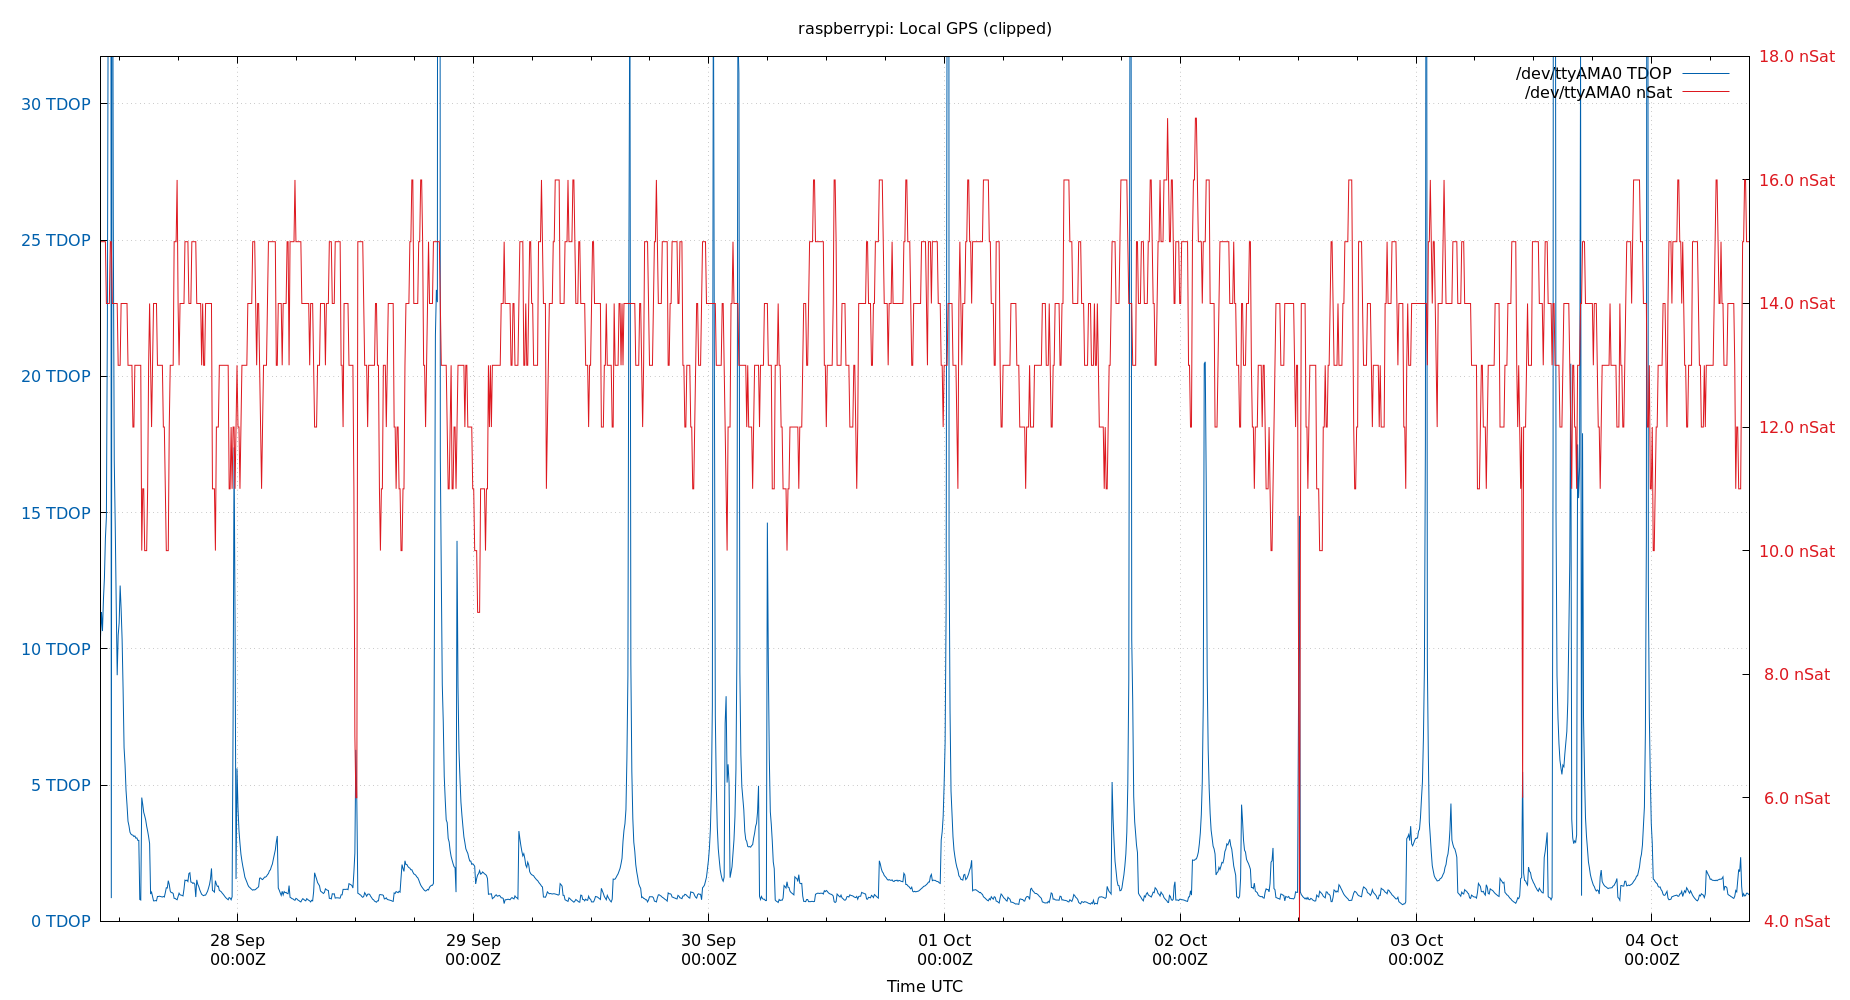 raspberrypi: Local GPS (clipped)
18.0 nSat
/dev/ttyAMA0 TDOP
/dev/ttyAMA0 nSat
30 TDOP
16.0 nSat
25 TDOP
14.0 nSat
20 TDOP
12.0 nSat
15 TDOP
10.0 nSat
10 TDOP
8.0 nSat
5 TDOP
6.0 nSat
0 TDOP
4.0 nSat
28 Sep 29 Sep 30 Sep 01 Oct 02 Oct 03 Oct 04 Oct
00:00Z 00:00Z 00:00Z 00:00Z 00:00Z 00:00Z 00:00Z
Time UTC